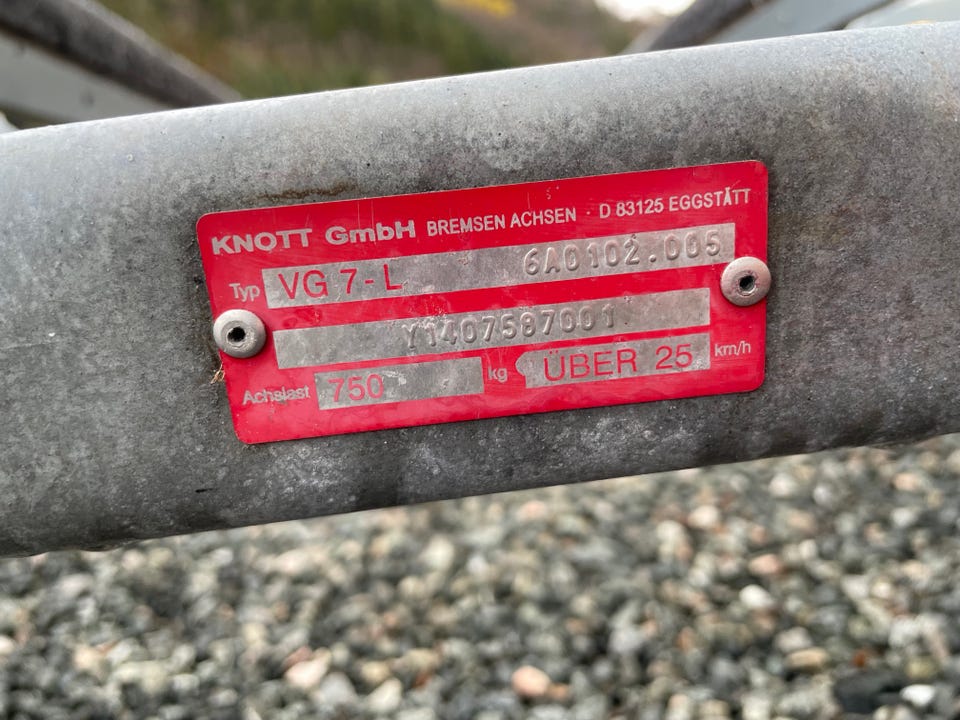 KNOTT GmbH BREMSEN ACHSEN · D 83125 EGGSTÄTT
Typ VG 7-L 6A0102.005
Y1407587001
Achslast 750 kg ÜBER 25 km/h